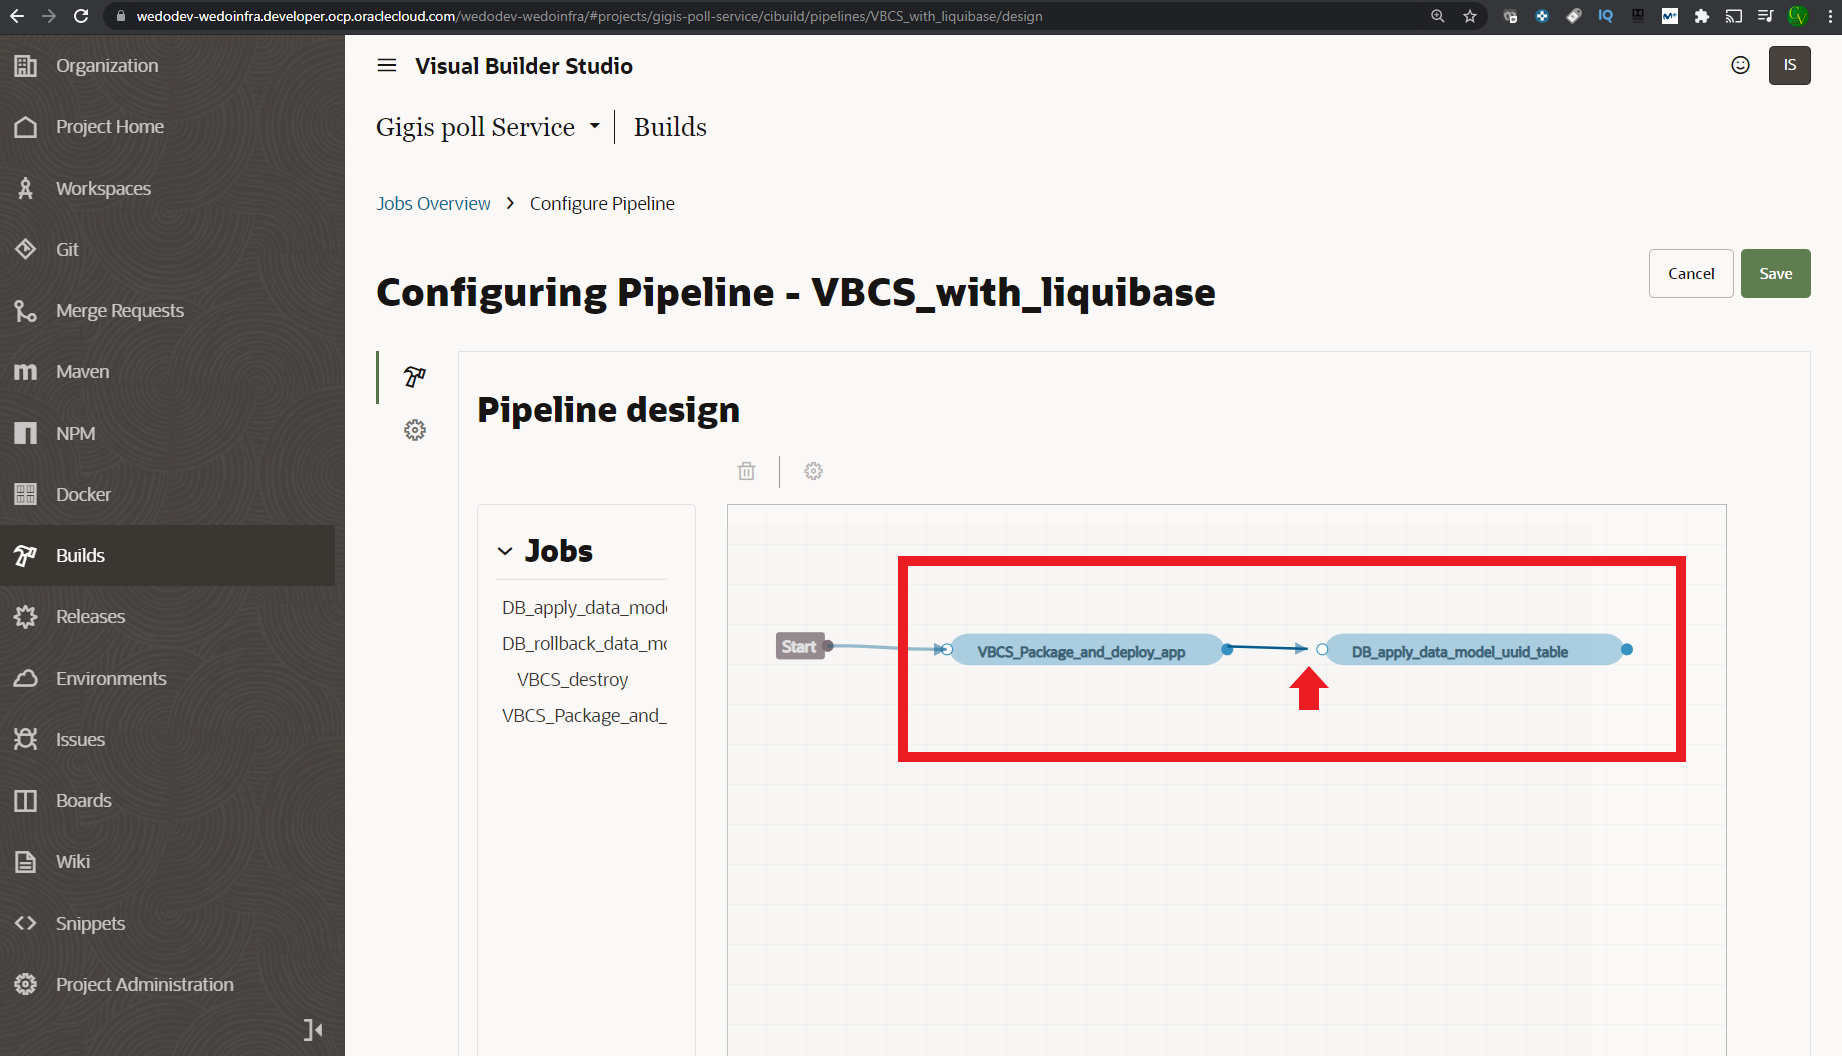 wedodev-wedoinfra.developer.ocp.oraclecloud.com/wedodev-wedoinfra/#projects/gigis-poll-service/cibuild/pipelines/VBCS_with_liquibase/design
IQ
Organization
Project Home
Workspaces
Git
Merge Requests
Maven
NPM
Docker
Builds
Releases
Environments
Issues
Boards
Wiki
Snippets
Project Administration
Visual Builder Studio
IS
Gigis poll Service
Builds
Jobs Overview
Configure Pipeline
Configuring Pipeline - VBCS_with_liquibase
Cancel
Save
Pipeline design
Jobs
DB_apply_data_mode
DB_rollback_data_mo
VBCS_destroy
VBCS_Package_and_
Start
VBCS_Package_and_deploy_app
DB_apply_data_model_uuid_table